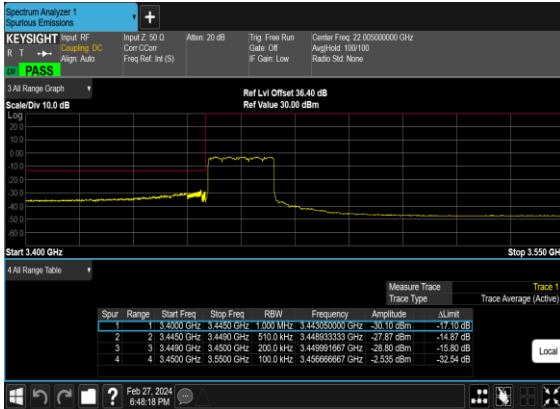 Spectrum Analyzer 1
Spurious Emissions
KEYSIGHT Input: RF Input Z: 50 Ω Atten: 20 dB Trig: Free Run Center Freq: 22.005000000 GHz
R T Coupling: DC Corr CCorr Gate: Off Avg|Hold: 100/100
Align: Auto Freq Ref: Int (S) IF Gain: Low Radio Std: None
PASS
3 All Range Graph
Ref Lvl Offset 36.40 dB
Scale/Div 10.0 dB Ref Value 30.00 dBm
Log
20.0
10.0
0.00
-10.0
-20.0
-30.0
-40.0
-50.0
-60.0
Start 3.400 GHz Stop 3.550 GH
4 All Range Table
Measure Trace Trace 1
Trace Type Trace Average (Active)
Spur Range Start Freq Stop Freq RBW Frequency Amplitude ΔLimit
1 1 3.4000 GHz 3.4450 GHz 1.000 MHz 3.443050000 GHz -30.10 dBm -17.10 dB
2 2 3.4450 GHz 3.4490 GHz 510.0 kHz 3.448933333 GHz -27.87 dBm -14.87 dB
3 3 3.4490 GHz 3.4500 GHz 200.0 kHz 3.449991667 GHz -28.80 dBm -15.80 dB
4 4 3.4500 GHz 3.5500 GHz 100.0 kHz 3.456666667 GHz -2.535 dBm -32.54 dB
Local
Feb 27, 2024
6:48:18 PM